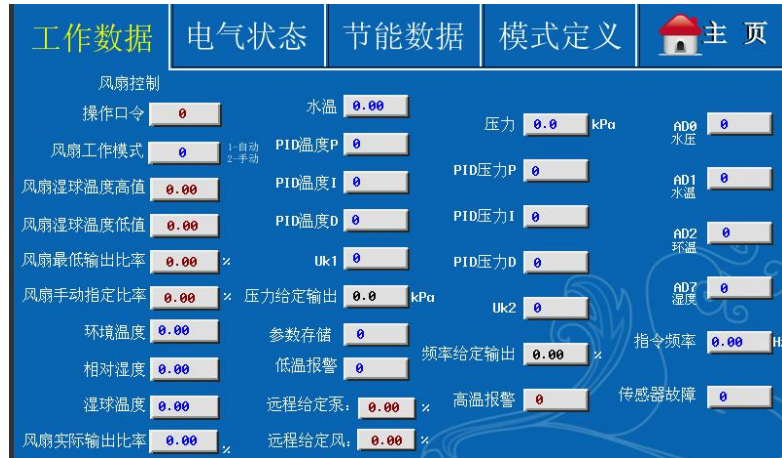 工作数据 电气状态 节能数据 模式定义 主 页
风扇控制
操作口令 0
风扇工作模式 0 1-自动
2-手动
风扇湿球温度高值 0.00
风扇湿球温度低值 0.00
风扇最低输出比率 0.00 %
风扇手动指定比率 0.00 %
环境温度 0.00
相对湿度 0.00
湿球温度 0.00
风扇实际输出比率 0.00 %
水温 0.00
PID温度P 0
PID温度I 0
PID温度D 0
Uk1 0
压力给定输出 0.0 kPa
参数存储 0
低温报警 0
远程给定泵: 0.00 %
远程给定风: 0.00 %
压力 0.0 kPa
PID压力P 0
PID压力I 0
PID压力D 0
Uk2 0
频率给定输出 0.00 %
高温报警 0
AD0 0
水压
AD1 0
水温
AD2 0
环温
AD7 0
湿度
指令频率 0.00 Hz
传感器故障 0